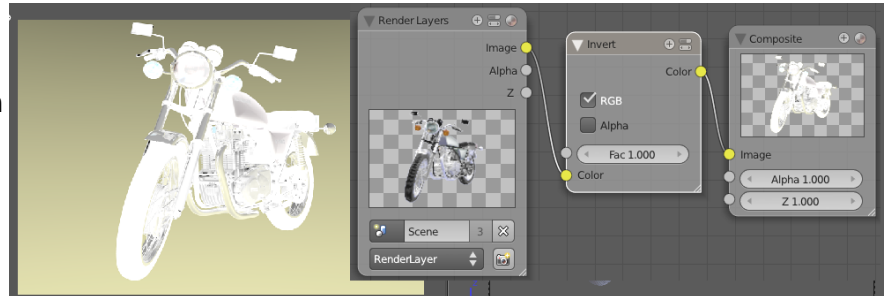 Render Layers
Image
Alpha
Z
Scene
3
RenderLayer
Invert
Color
RGB
Alpha
Fac 1.000
Color
Composite
Image
Alpha 1.000
Z 1.000